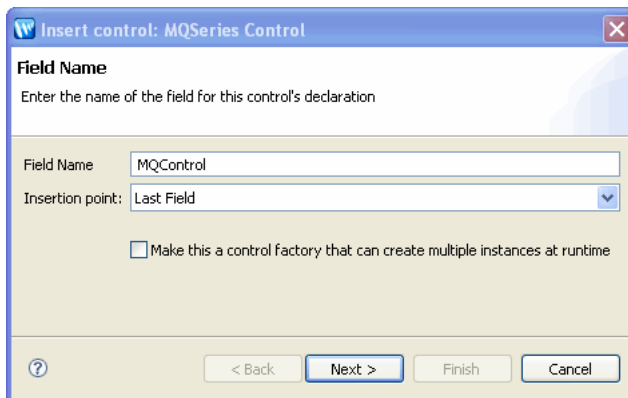 Insert control: MQSeries Control
Field Name
Enter the name of the field for this control's declaration
Field Name MQControl
Insertion point: Last Field
Make this a control factory that can create multiple instances at runtime
? < Back Next > Finish Cancel